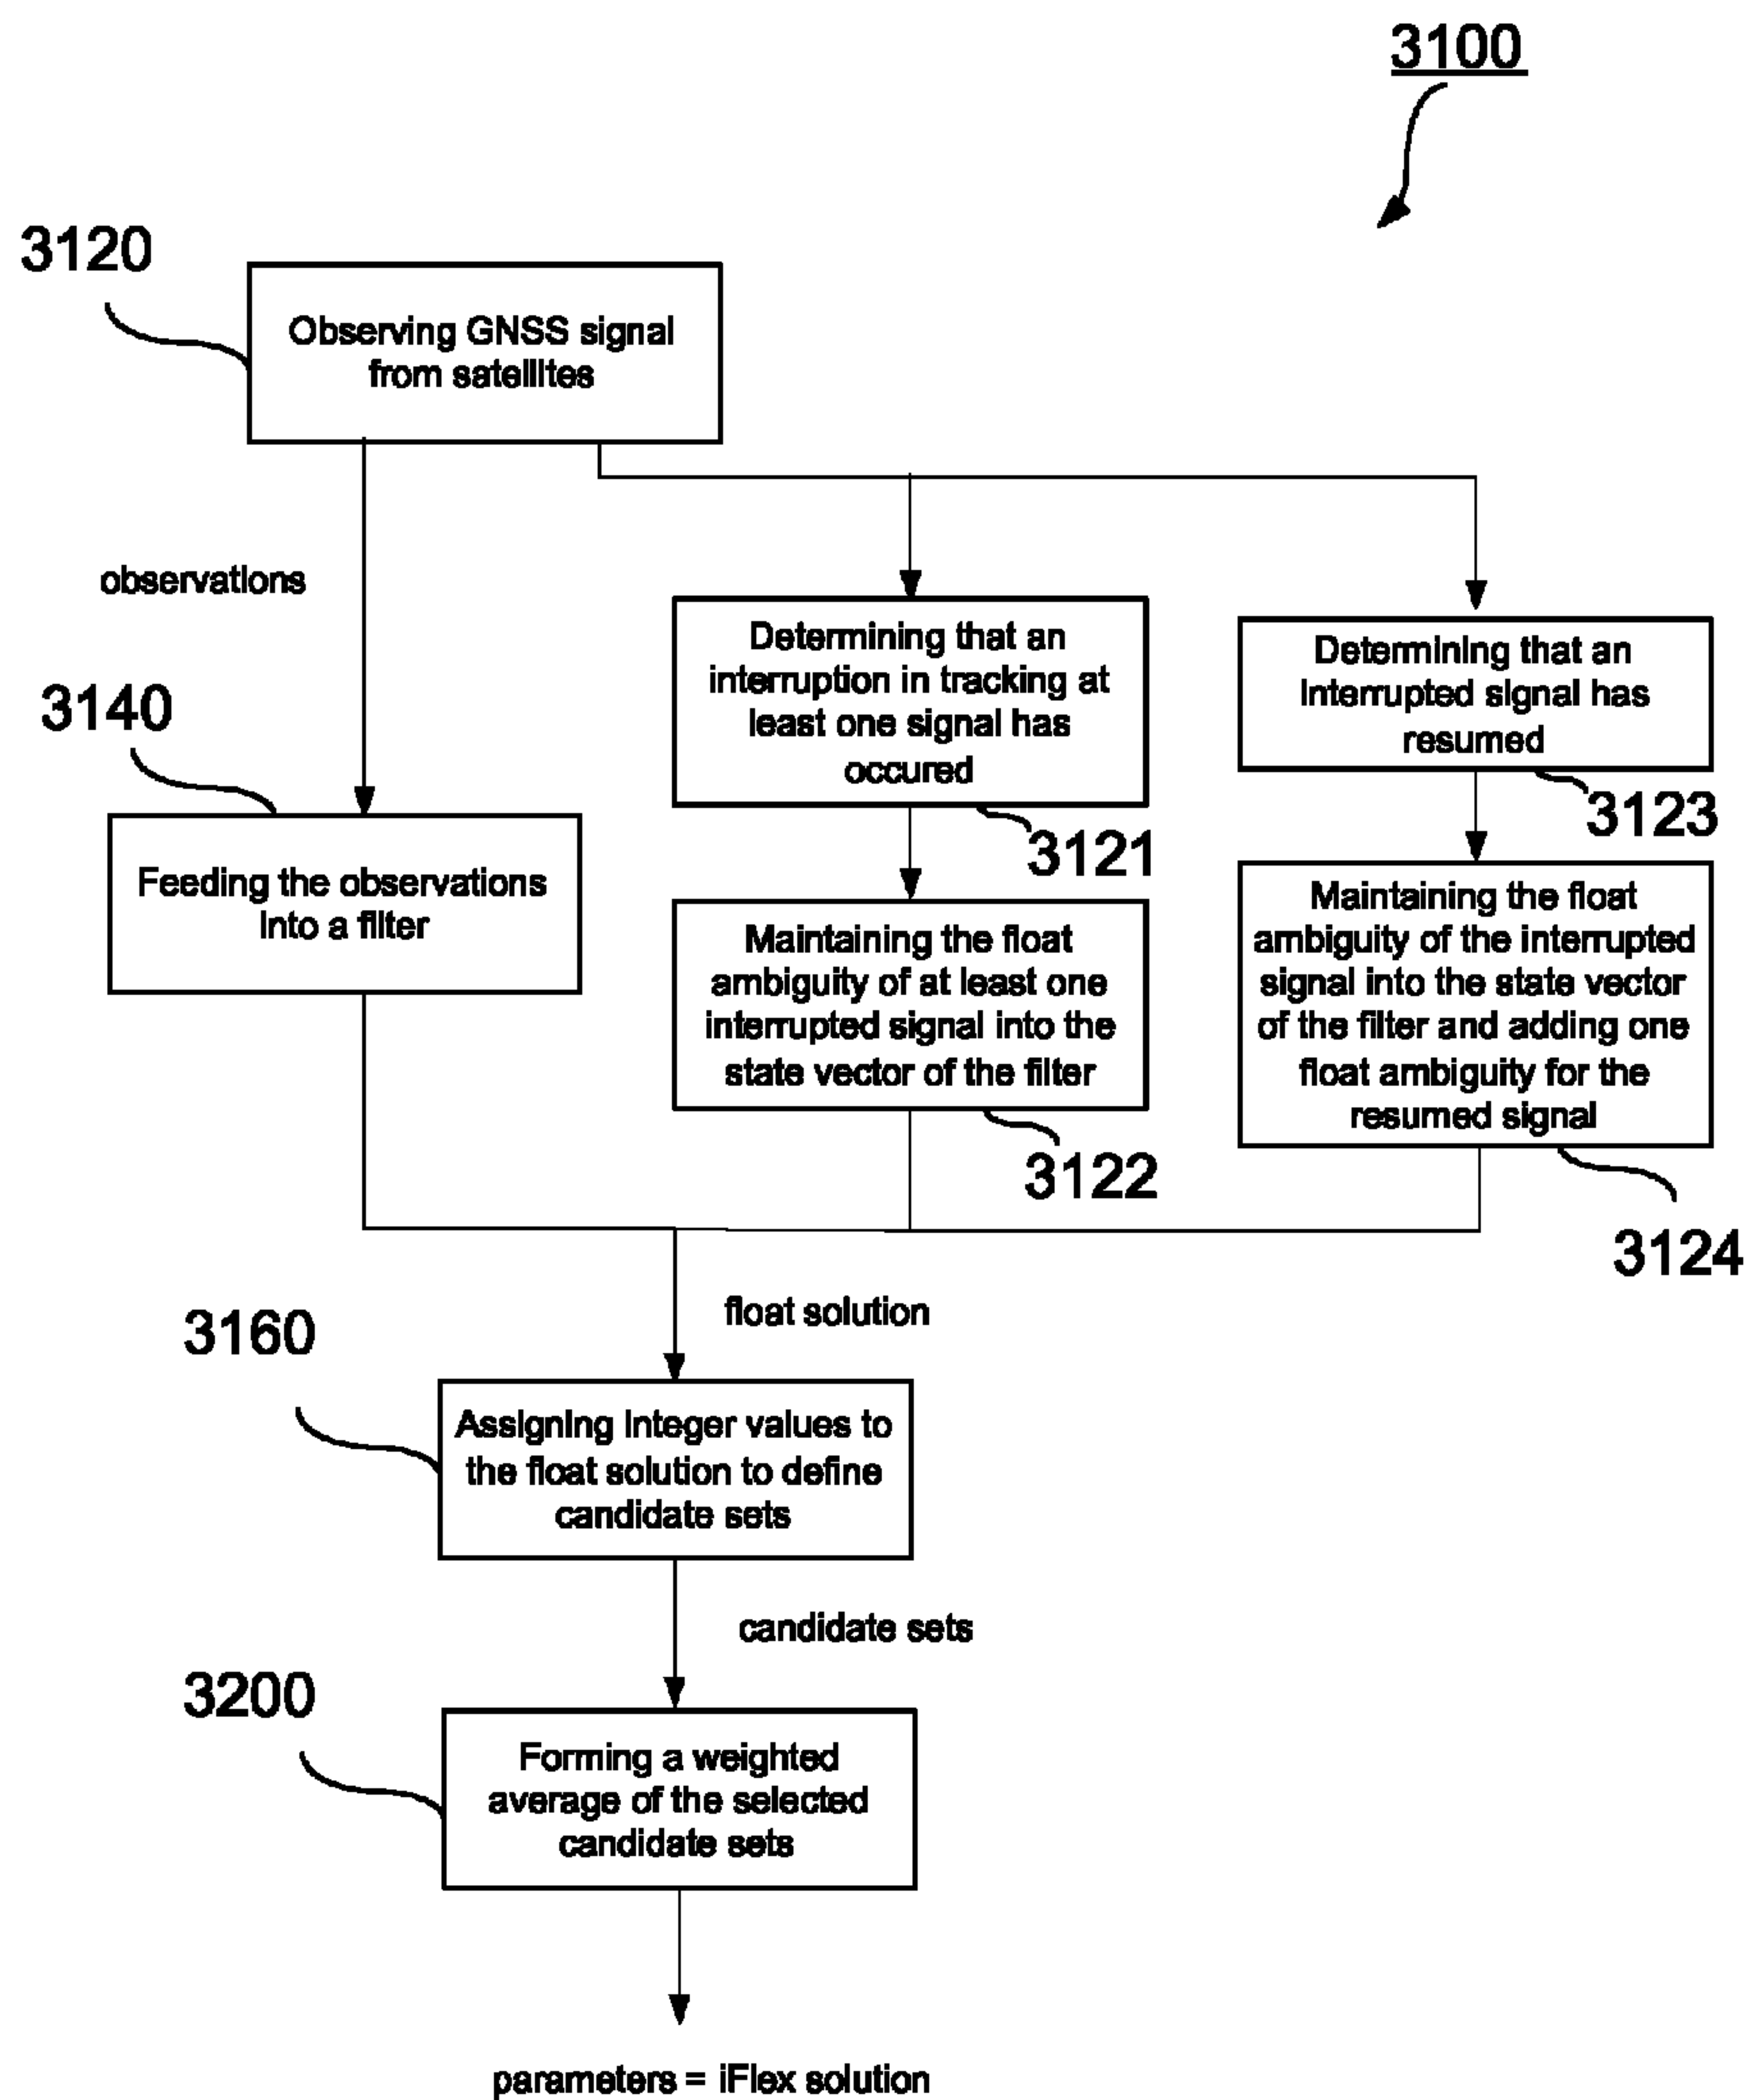 3100
3120
Observing GNSS signal
from satellites
observations
Determining that an
interruption in tracking at
least one signal has
occured
3121
Determining that an
interrupted signal has
resumed
3123
3140
Feeding the observations
into a filter
Maintaining the float
ambiguity of at least one
interrupted signal into the
state vector of the filter
3122
Maintaining the float
ambiguity of the interrupted
signal into the state vector
of the filter and adding one
float ambiguity for the
resumed signal
3124
float solution
3160
Assigning integer values to
the float solution to define
candidate sets
candidate sets
3200
Forming a weighted
average of the selected
candidate sets
parameters = iFlex solution